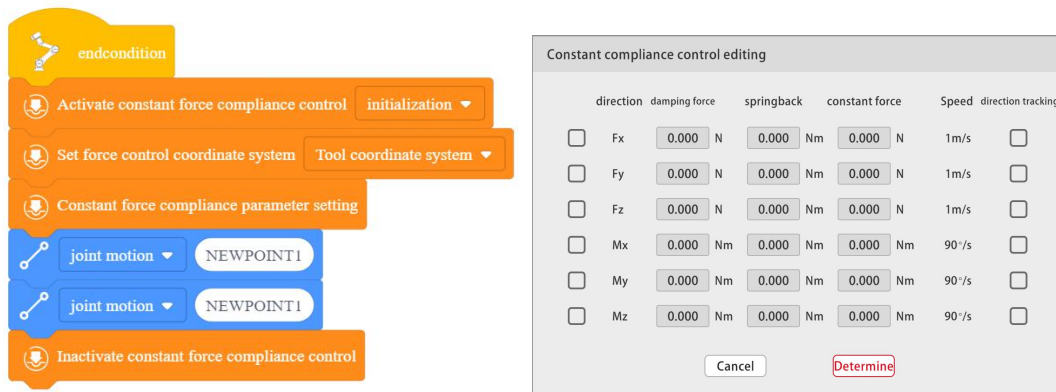 endcondition
Activate constant force compliance control initialization
Set force control coordinate system Tool coordinate system
Constant force compliance parameter setting
joint motion NEWPOINT1
joint motion NEWPOINT1
Inactivate constant force compliance control
Constant compliance control editing
direction damping force springback constant force Speed direction tracking
Fx 0.000 N 0.000 Nm 0.000 N 1m/s
Fy 0.000 N 0.000 Nm 0.000 N 1m/s
Fz 0.000 N 0.000 Nm 0.000 N 1m/s
Mx 0.000 Nm 0.000 Nm 0.000 Nm 90°/s
My 0.000 Nm 0.000 Nm 0.000 Nm 90°/s
Mz 0.000 Nm 0.000 Nm 0.000 Nm 90°/s
Cancel Determine